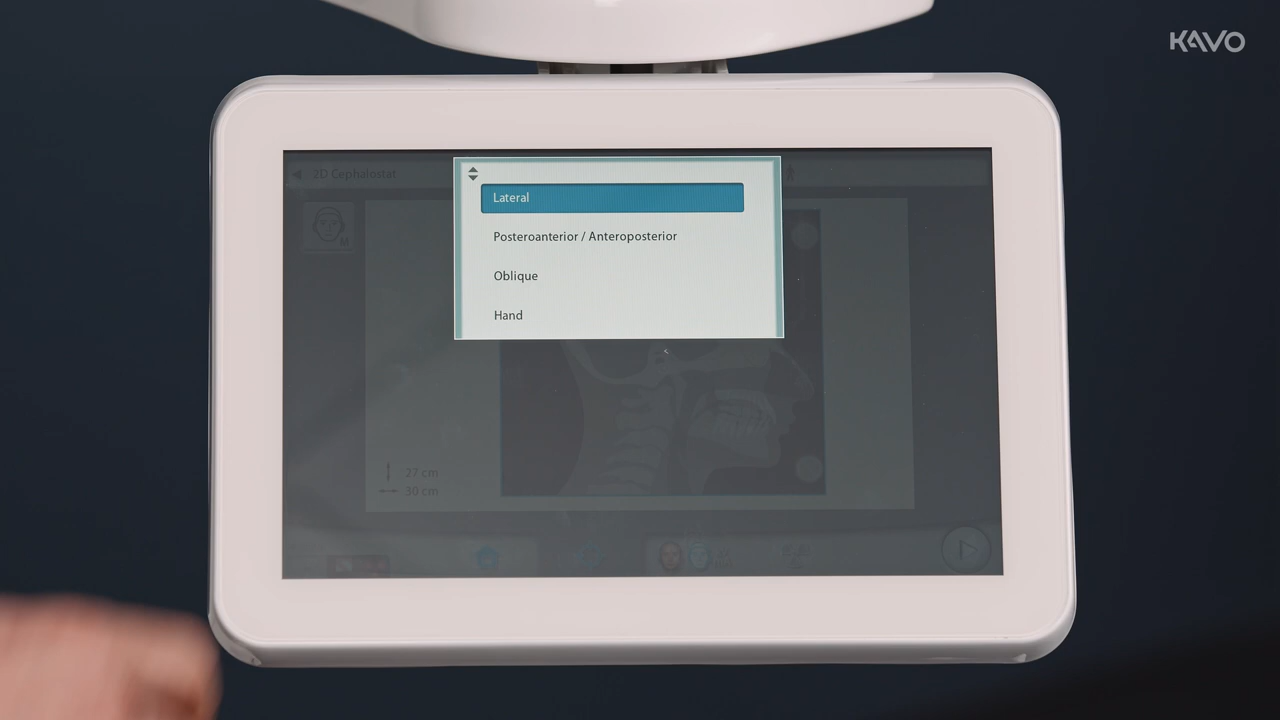 KAVO
2D Cephalostat
Lateral
Posteroanterior / Anteroposterior
Oblique
Hand
M
27 cm
30 cm